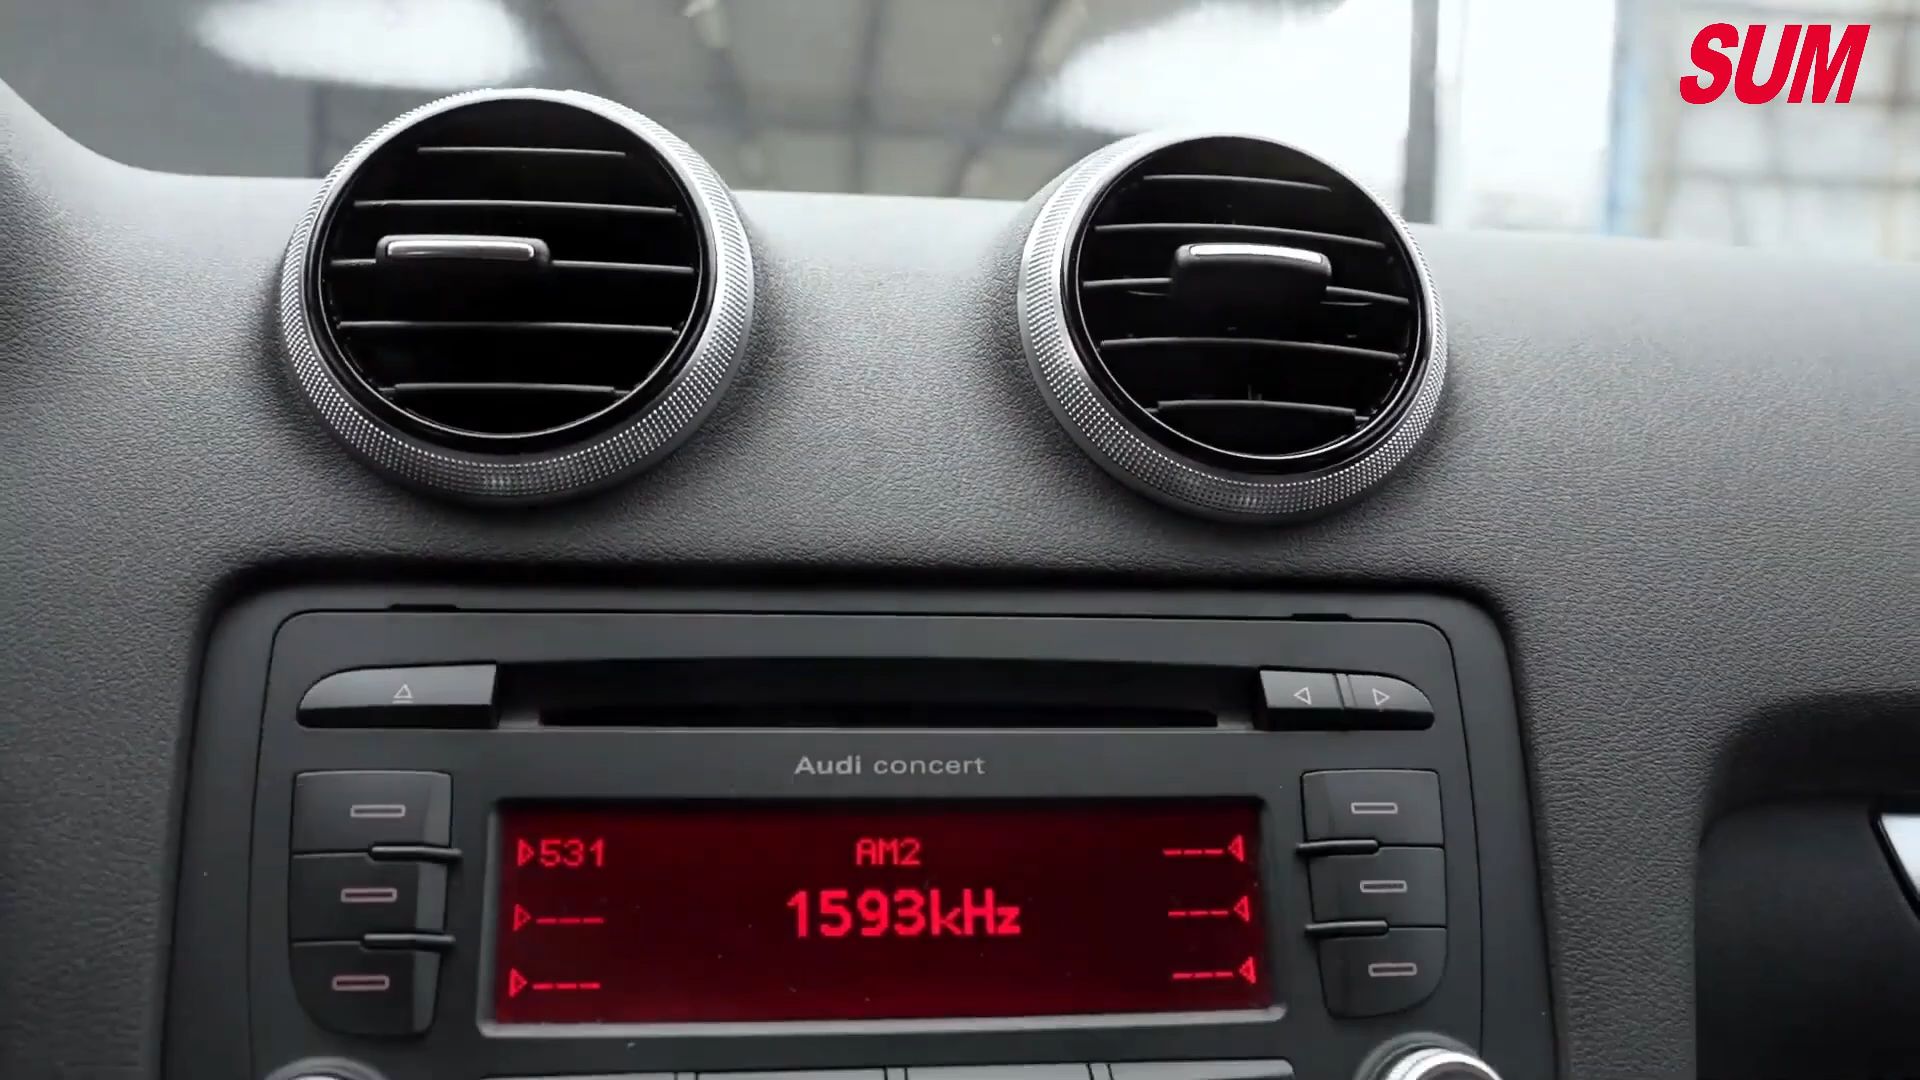 SUM
Audi concert
531 AM2 ---
--- 1593kHz ---
--- ---